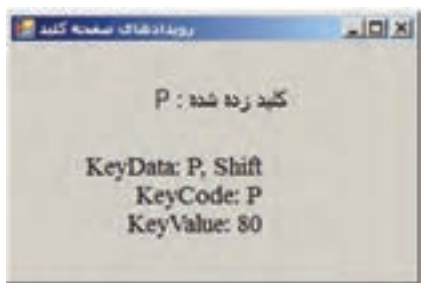 رویدادهای صفحه کلید
کلید زده شده : P
KeyData: P, Shift
KeyCode: P
KeyValue: 80